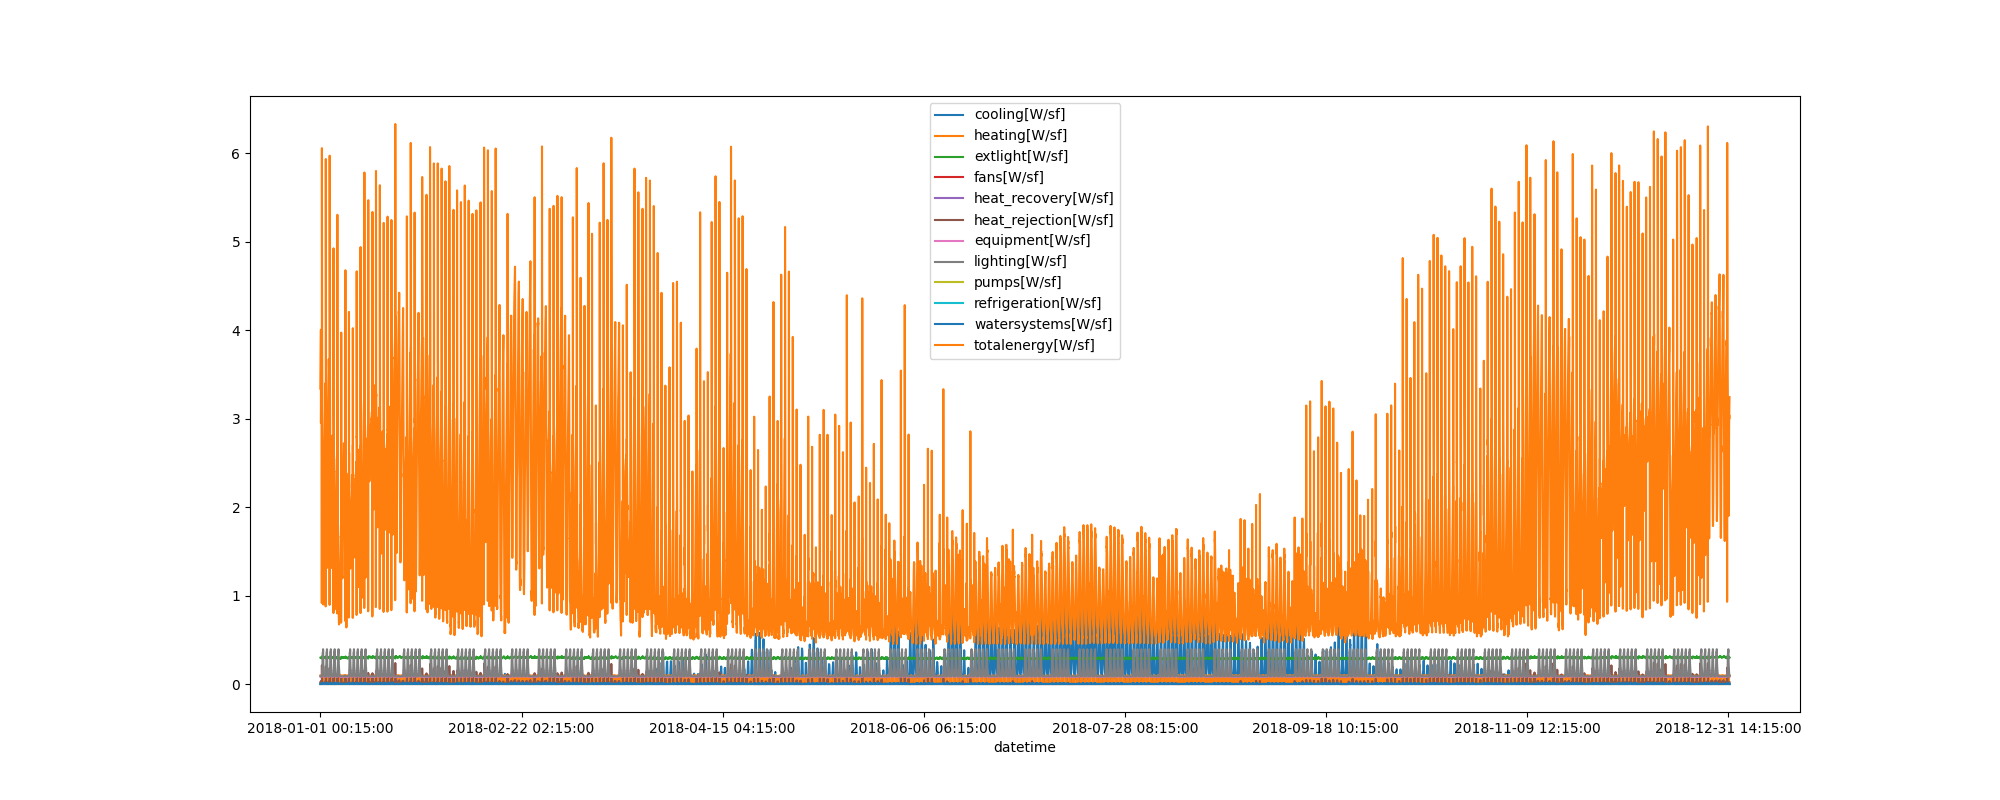 cooling[W/sf]
heating[W/sf]
extlight[W/sf]
fans[W/sf]
heat_recovery[W/sf]
heat_rejection[W/sf]
equipment[W/sf]
lighting[W/sf]
pumps[W/sf]
refrigeration[W/sf]
watersystems[W/sf]
totalenergy[W/sf]
6
5
4
3
2
1
0
2018-01-01 00:15:00 2018-02-22 02:15:00 2018-04-15 04:15:00 2018-06-06 06:15:00 2018-07-28 08:15:00 2018-09-18 10:15:00 2018-11-09 12:15:00 2018-12-31 14:15:00
datetime